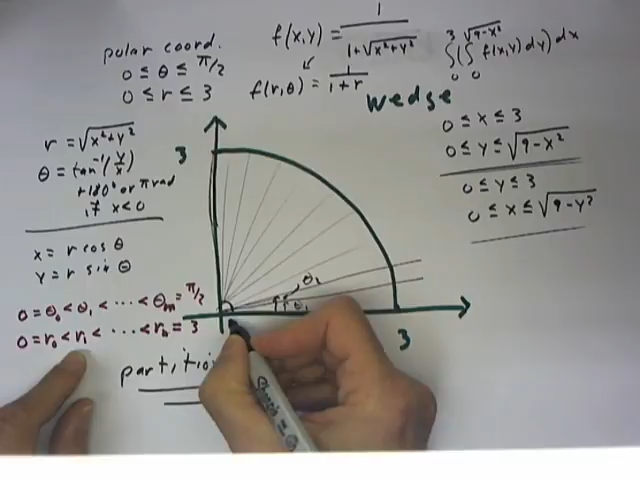 polar coord.
0 ≤ θ ≤ π/2
0 ≤ r ≤ 3
f(x,y) = 1/(1+√(x²+y²))
f(r,θ) = 1/(1+r)
∫₀³(∫₀^√(9-x²) f(x,y) dy) dx
wedge
0 ≤ x ≤ 3
0 ≤ y ≤ √(9-x²)
0 ≤ y ≤ 3
0 ≤ x ≤ √(9-y²)
r = √(x²+y²)
θ = tan⁻¹(y/x)
+180° or π rad
if x<0
x = r cos θ
y = r sin θ
3
θ₂
θ₁
3
0 = θ₀ < θ₁ < ··· < θₘ = π/2
0 = r₀ < r₁ < ··· < rₙ = 3